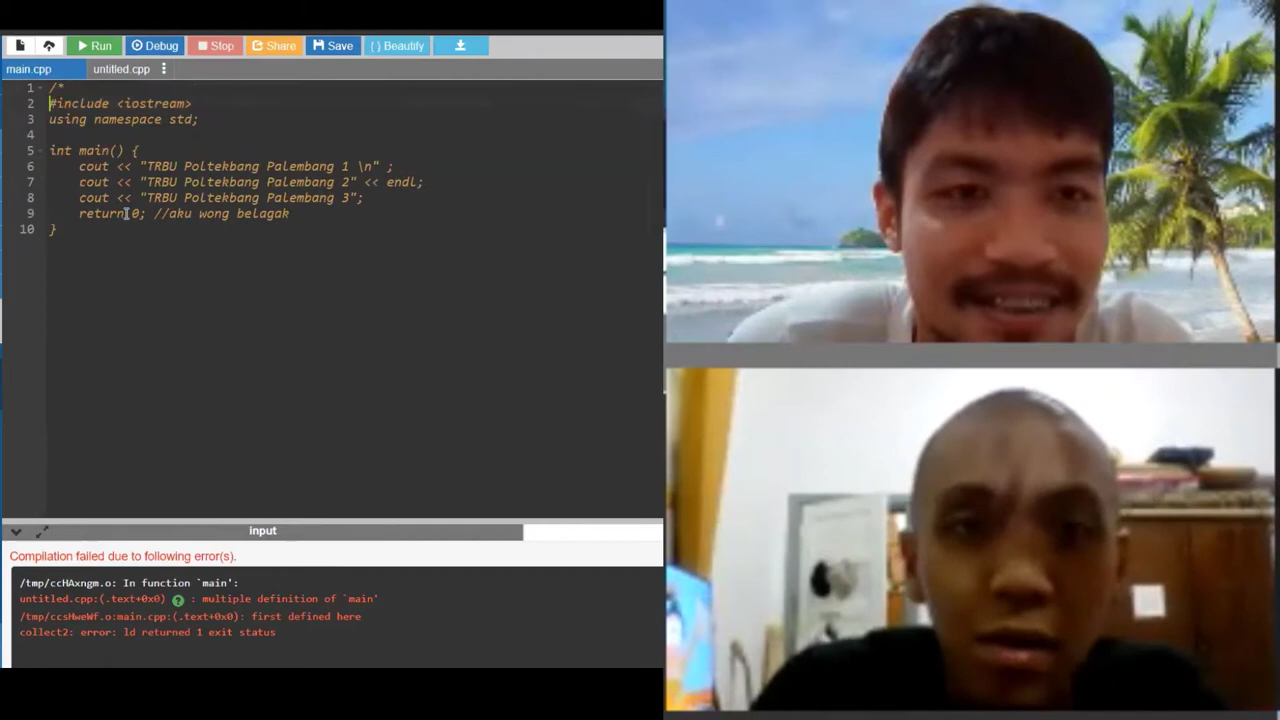 Run Debug Stop Share Save { } Beautify
main.cpp untitled.cpp
1 /*
2 #include <iostream>
3 using namespace std;
4
5 int main() {
6 cout << "TRBU Poltekbang Palembang 1 \n" ;
7 cout << "TRBU Poltekbang Palembang 2" << endl;
8 cout << "TRBU Poltekbang Palembang 3";
9 return 0; //aku wong belagak
10 }
input
Compilation failed due to following error(s).
/tmp/ccHAxngm.o: In function `main':
untitled.cpp:(.text+0x0) ? : multiple definition of `main'
/tmp/ccsHweWf.o:main.cpp:(.text+0x0): first defined here
collect2: error: ld returned 1 exit status